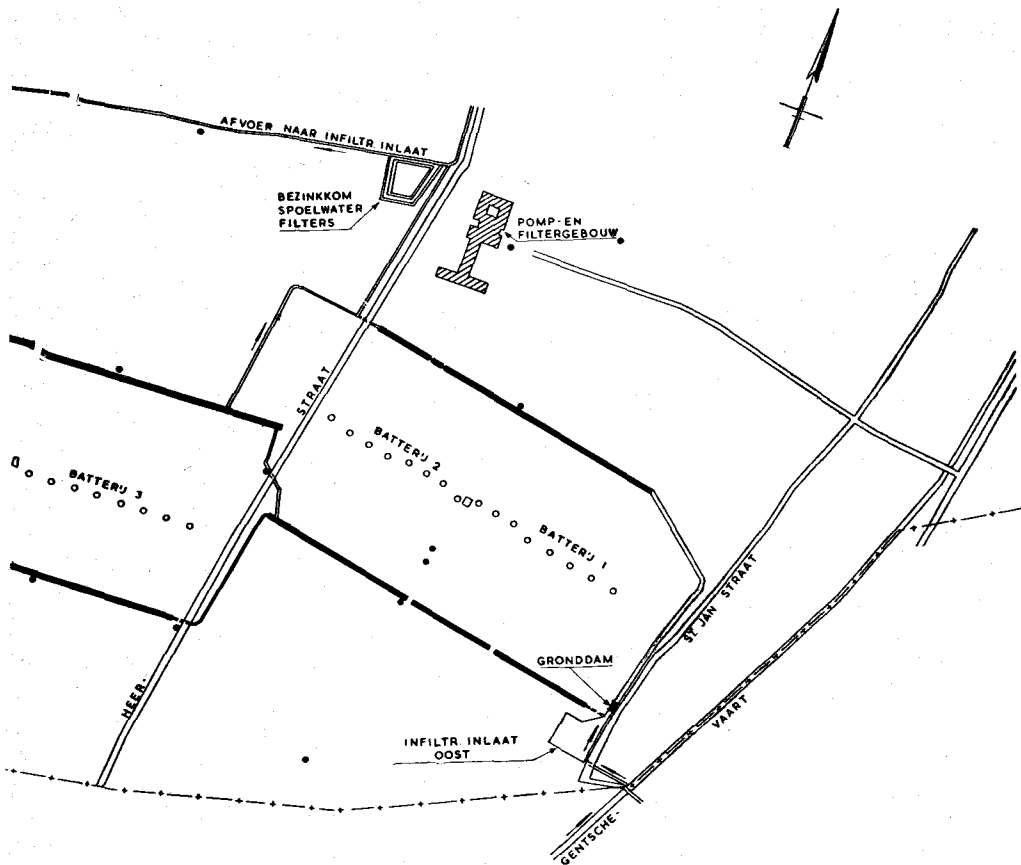 AFVOER NAAR INFILTR. INLAAT
BEZINKKOM
SPOELWATER
FILTERS
POMP- EN
FILTERGEBOUW
STRAAT
BATTERIJ 2
BATTERIJ 3
BATTERIJ 1
ST. JAN STRAAT
GRONDDAM
HEER-
VAART
INFILTR. INLAAT
OOST
GENTSCHE-